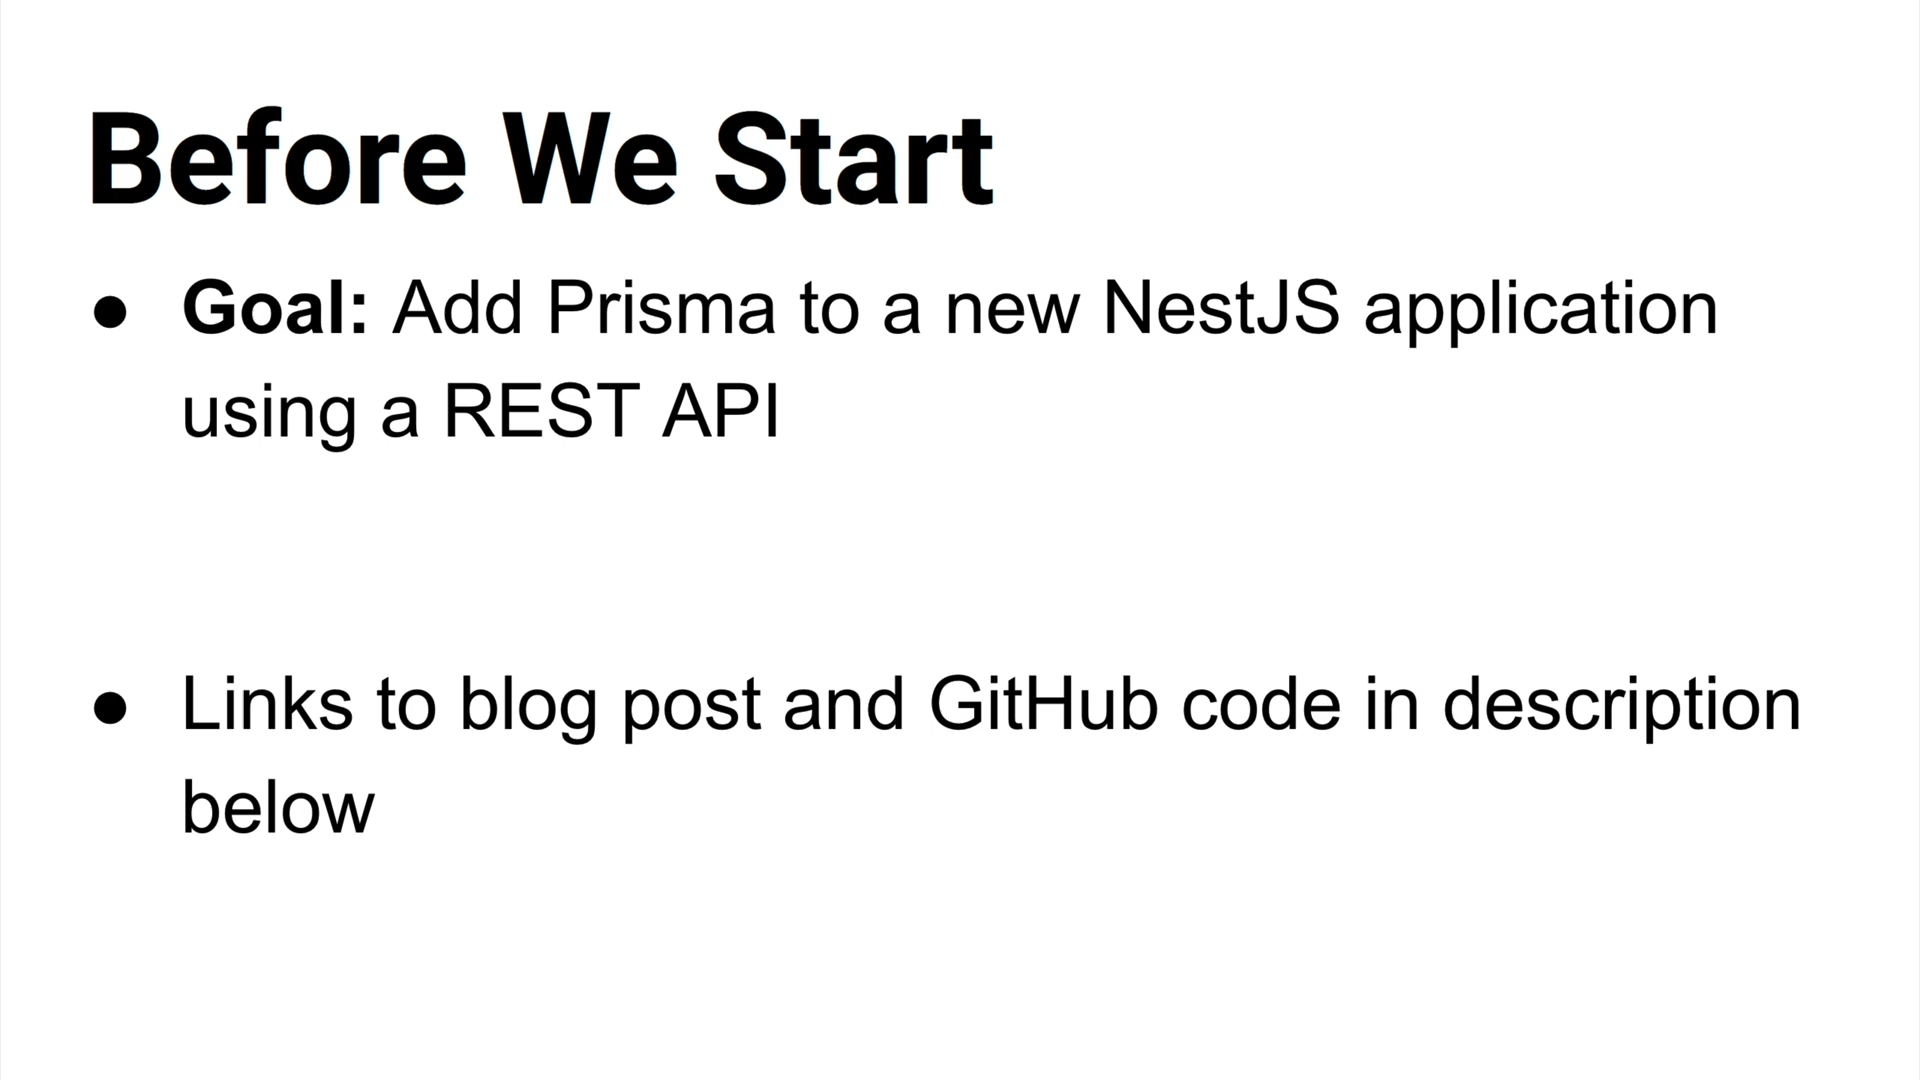 Before We Start
● Goal: Add Prisma to a new NestJS application
using a REST API
● Links to blog post and GitHub code in description
below